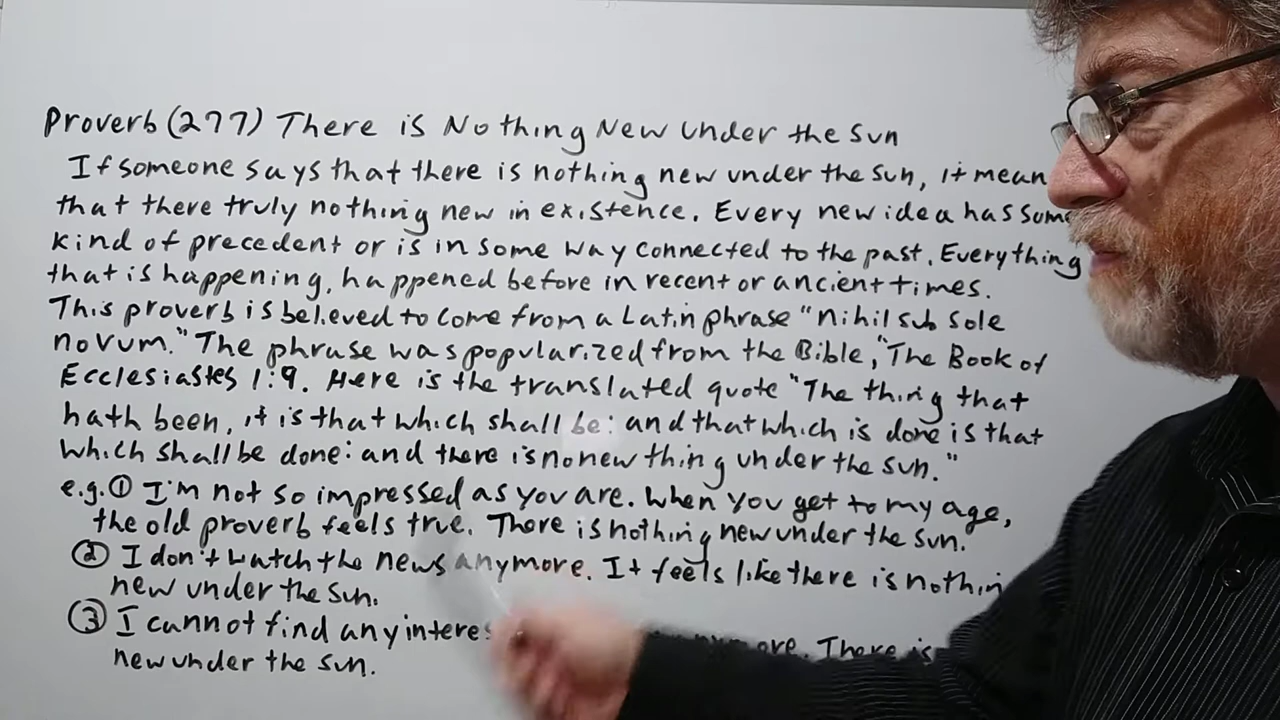 Proverb (277) There is Nothing New Under the Sun
If someone says that there is nothing new under the sun, it mean
that there truly nothing new in existence. Every new idea has some
kind of precedent or is in some way connected to the past. Everything
that is happening, happened before in recent or ancient times.
This proverb is believed to come from a Latin phrase "nihil sub sole
novum." The phrase was popularized from the Bible, "The Book of
Ecclesiastes 1:9. Here is the translated quote "The thing that
hath been, it is that which shall be: and that which is done is that
which shall be done: and there is no new thing under the sun."
e.g. ① I'm not so impressed as you are. When you get to my age,
the old proverb feels true. There is nothing new under the sun.
② I don't watch the news anymore. It feels like there is nothin
new under the sun.
③ I cannot find any There is
new under the sun.